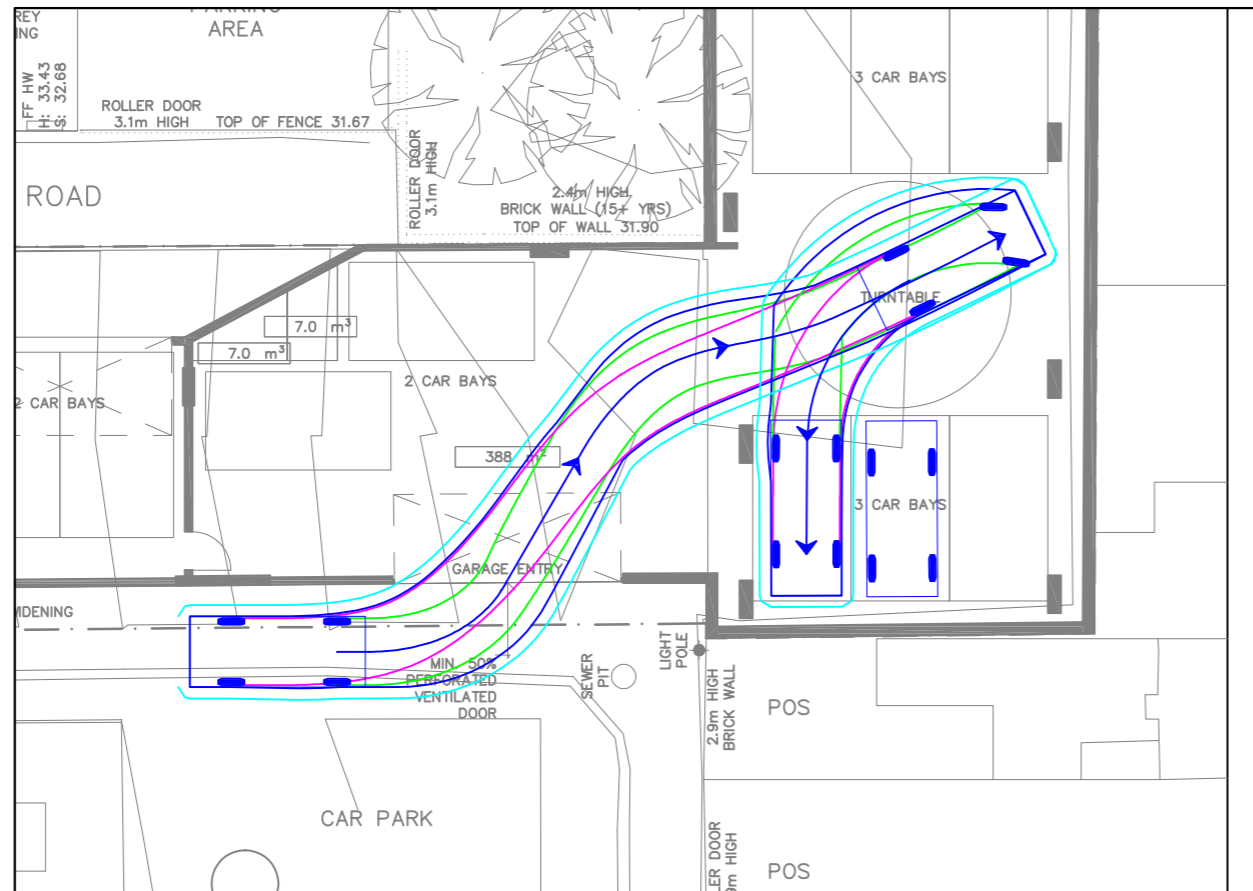 AREA
FF HW
H: 33.43
S: 32.68
ROLLER DOOR
3.1m HIGH
TOP OF FENCE 31.67
ROLLER DOOR
3.1m HIGH
3 CAR BAYS
ROAD
2.4m HIGH
BRICK WALL (15+ YRS)
TOP OF WALL 31.90
TURNTABLE
7.0 m³
7.0 m³
2 CAR BAYS
2 CAR BAYS
388 m²
3 CAR BAYS
GARAGE ENTRY
MIN. 50%
PERFORATED
VENTILATED
DOOR
SEWER
PIT
LIGHT
POLE
2.9m HIGH
BRICK WALL
POS
CAR PARK
POS